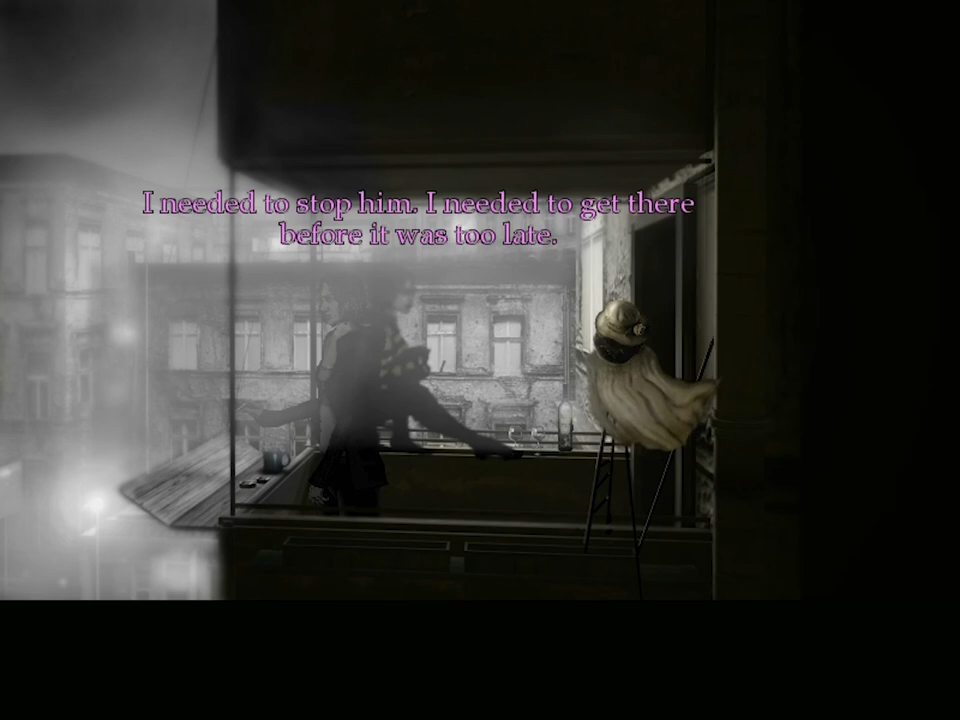 I needed to stop him. I needed to get there
before it was too late.